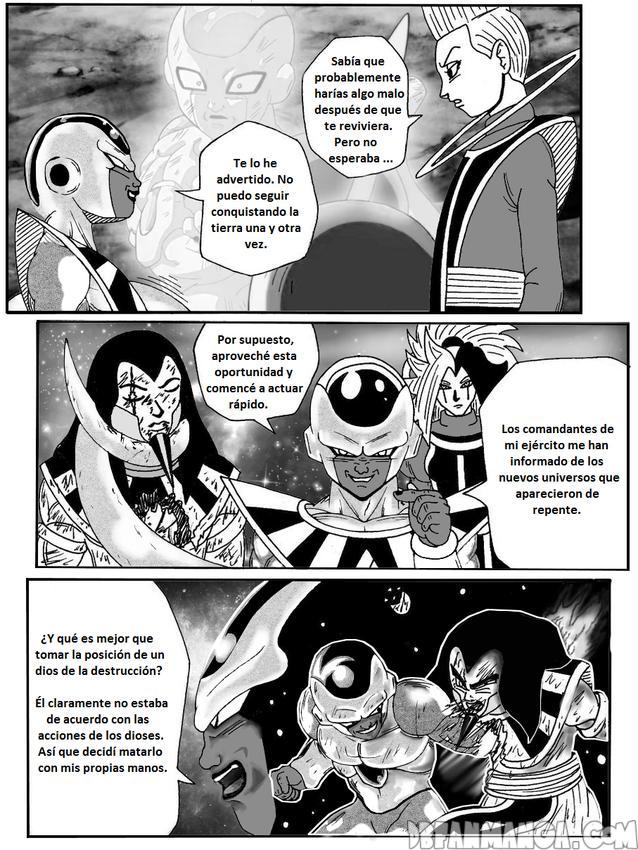 Sabía que
probablemente
harías algo malo
después de que
te reviviera.
Pero no
esperaba ...
Te lo he
advertido. No
puedo seguir
conquistando la
tierra una y otra
vez.
Por supuesto,
aproveché esta
oportunidad y
comencé a actuar
rápido.
Los comandantes de
mi ejército me han
informado de los
nuevos universos que
aparecieron de
repente.
¿Y qué es mejor que
tomar la posición de un
dios de la destrucción?
Él claramente no estaba
de acuerdo con las
acciones de los dioses.
Así que decidí matarlo
con mis propias manos.
DBFANMANGA.COM